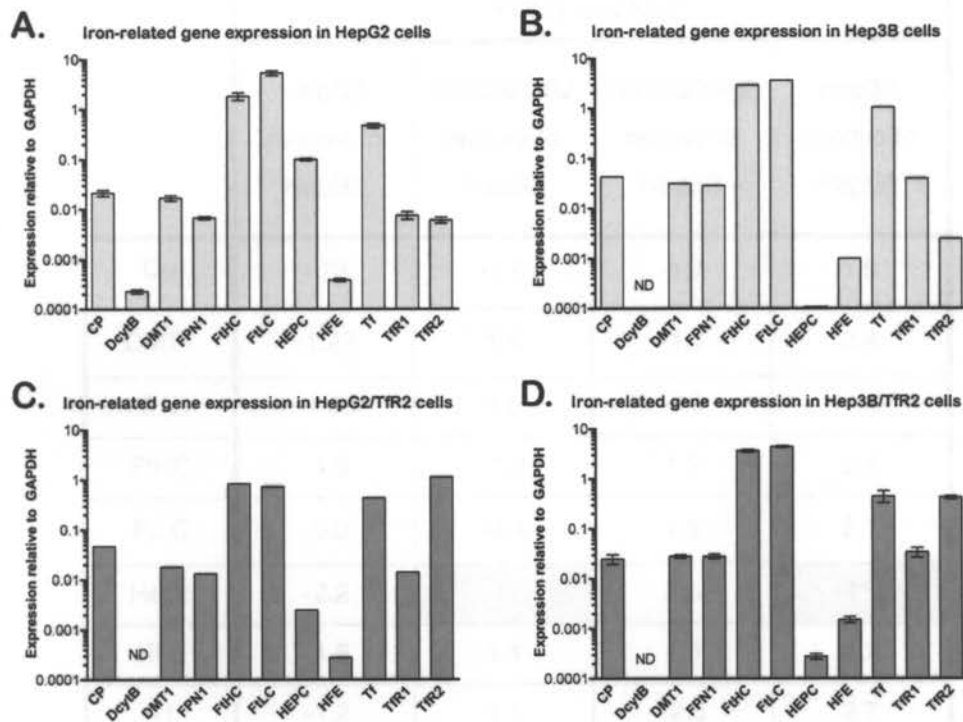 A.
Iron-related gene expression in HepG2 cells
Expression relative to GAPDH
10
1
0.1
0.01
0.001
0.0001
CP
DcytB
DMT1
FPN1
FtHC
FtLC
HEPC
HFE
Tf
TfR1
TfR2
B.
Iron-related gene expression in Hep3B cells
Expression relative to GAPDH
10
1
0.1
0.01
0.001
0.0001
ND
CP
DcytB
DMT1
FPN1
FtHC
FtLC
HEPC
HFE
Tf
TfR1
TfR2
C.
Iron-related gene expression in HepG2/TfR2 cells
Expression relative to GAPDH
10
1
0.1
0.01
0.001
0.0001
ND
CP
DcytB
DMT1
FPN1
FtHC
FtLC
HEPC
HFE
Tf
TfR1
TfR2
D.
Iron-related gene expression in Hep3B/TfR2 cells
Expression relative to GAPDH
10
1
0.1
0.01
0.001
0.0001
ND
CP
DcytB
DMT1
FPN1
FtHC
FtLC
HEPC
HFE
Tf
TfR1
TfR2